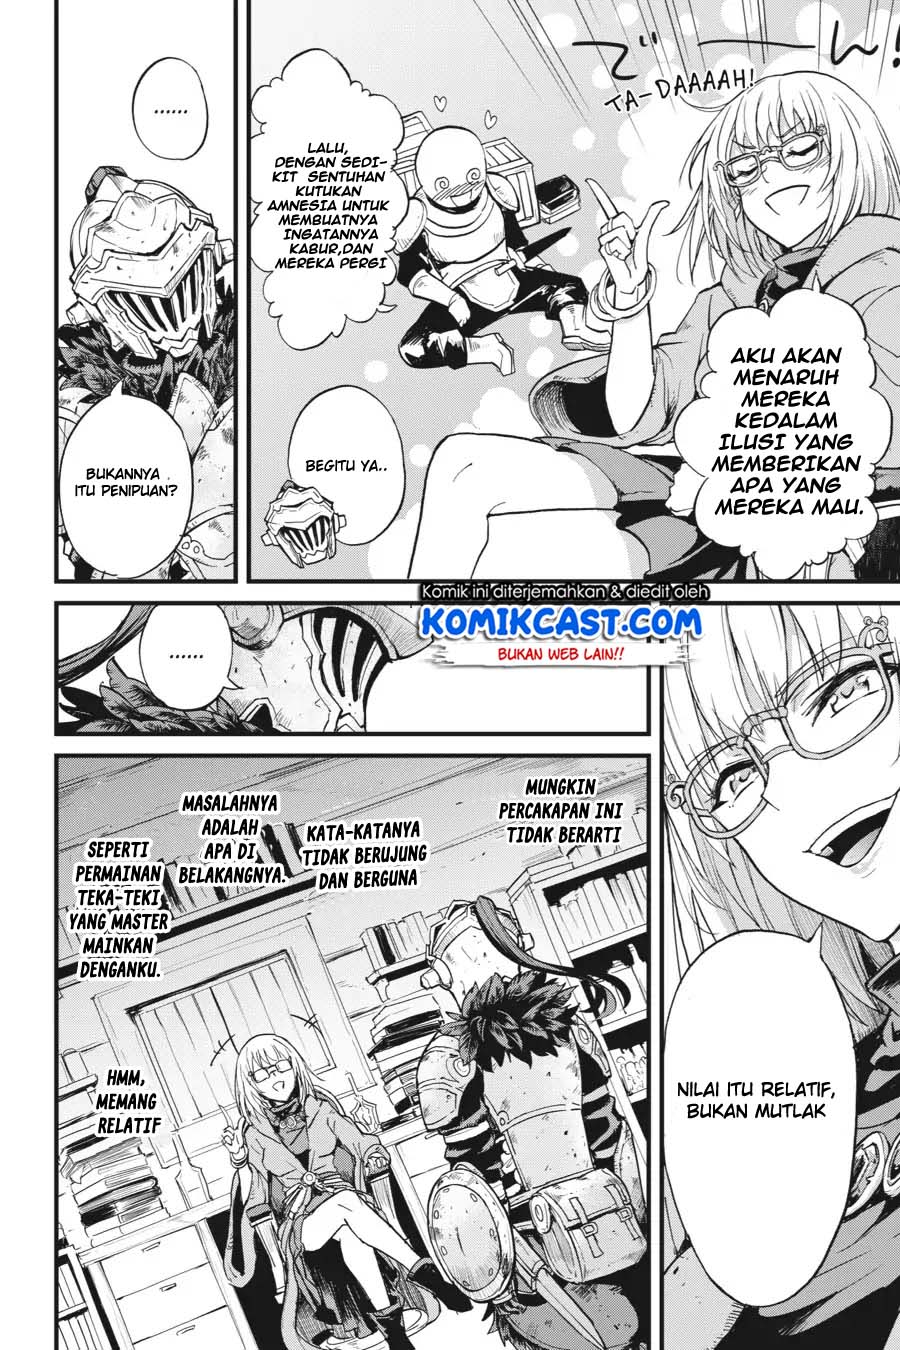 でーん!
TA-DAAAAH!
AKU AKAN
MENARUH
MEREKA
KEDALAM
ILUSI YANG
MEMBERIKAN
APA YANG
MEREKA MAU.
LALU,
DENGAN SEDI-
KIT SENTUHAN
KUTUKAN
AMNESIA UNTUK
MEMBUATNYA
INGATANNYA
KABUR,DAN
MEREKA PERGI
BEGITU YA..
......
BUKANNYA
ITU PENIPUAN?
Komik ini diterjemahkan & diedit oleh
KOMIKCAST.COM
BUKAN WEB LAIN!!
NILAI ITU RELATIF,
BUKAN MUTLAK
......
MUNGKIN
PERCAKAPAN INI
TIDAK BERARTI
KATA-KATANYA
TIDAK BERUJUNG
DAN BERGUNA
MASALAHNYA
ADALAH
APA DI
BELAKANGNYA.
SEPERTI
PERMAINAN
TEKA-TEKI
YANG MASTER
MAINKAN
DENGANKU.
HMM,
MEMANG
RELATIF